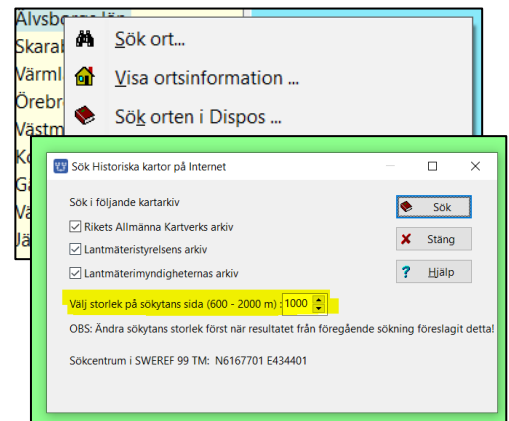 Älvsborgs län
Skarab
Sök ort...
Värml
Visa ortsinformation ...
Örebr
Sök orten i Dispos ...
Västm
Sök Historiska kartor på Internet
Sök i följande kartarkiv
Rikets Allmänna Kartverks arkiv
Lantmäteristyrelsens arkiv
Lantmäterimyndigheternas arkiv
Sök
Stäng
Hjälp
Välj storlek på sökytans sida (600 - 2000 m) : 1000
OBS: Ändra sökytans storlek först när resultatet från föregående sökning föreslagit detta!
Sökcentrum i SWEREF 99 TM: N6167701 E434401